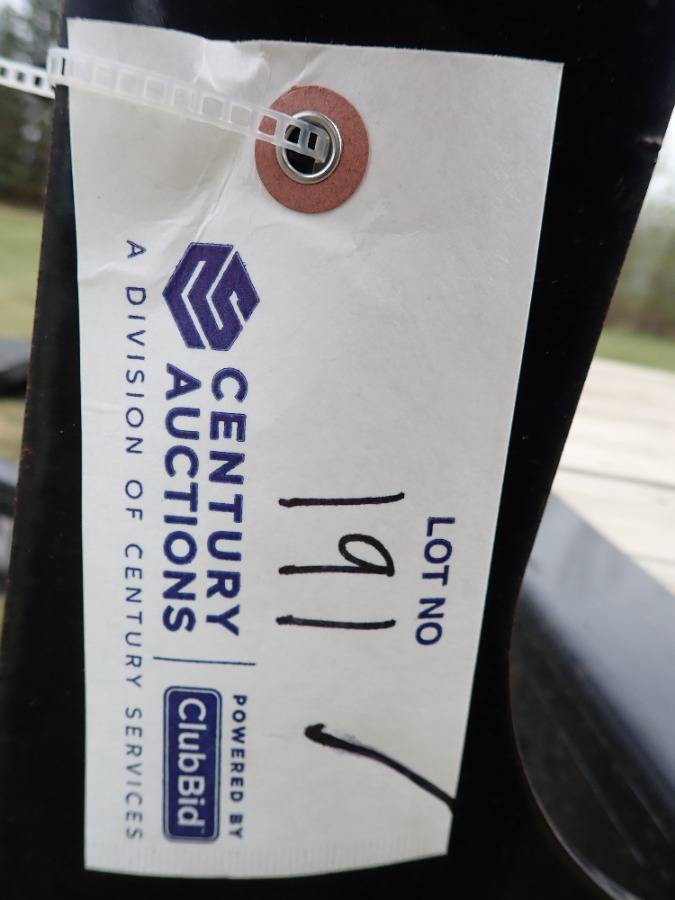 LOT NO
191
CENTURY
AUCTIONS
POWERED BY
ClubBid
A DIVISION OF CENTURY SERVICES